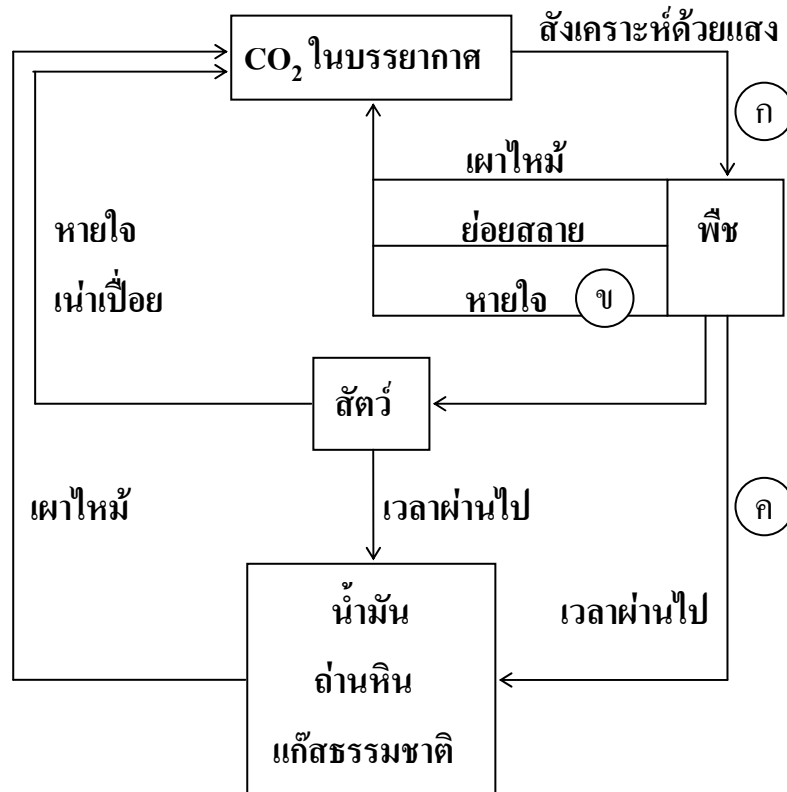 สังเคราะห์ด้วยแสง
CO₂ ในบรรยากาศ
ก
เผาไหม้
พืช
หายใจ
ย่อยสลาย
เน่าเปื่อย
หายใจ
ข
สัตว์
เผาไหม้
เวลาผ่านไป
ค
น้ำมัน
เวลาผ่านไป
ถ่านหิน
แก๊สธรรมชาติ